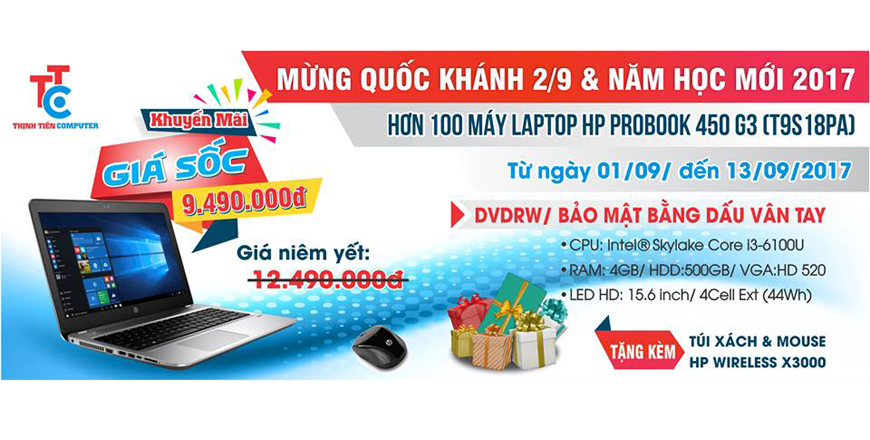 TTC
THỊNH TIẾN COMPUTER
MỪNG QUỐC KHÁNH 2/9 & NĂM HỌC MỚI 2017
HƠN 100 MÁY LAPTOP HP PROBOOK 450 G3 (T9S18PA)
Từ ngày 01/09/ đến 13/09/2017
Khuyến Mãi
GIÁ SỐC
9.490.000đ
Giá niêm yết:
12.490.000đ
DVDRW/ BẢO MẬT BẰNG DẤU VÂN TAY
• CPU: Intel® Skylake Core I3-6100U
• RAM: 4GB/ HDD:500GB/ VGA:HD 520
• LED HD: 15.6 inch/ 4Cell Ext (44Wh)
TẶNG KÈM
TÚI XÁCH & MOUSE
HP WIRELESS X3000